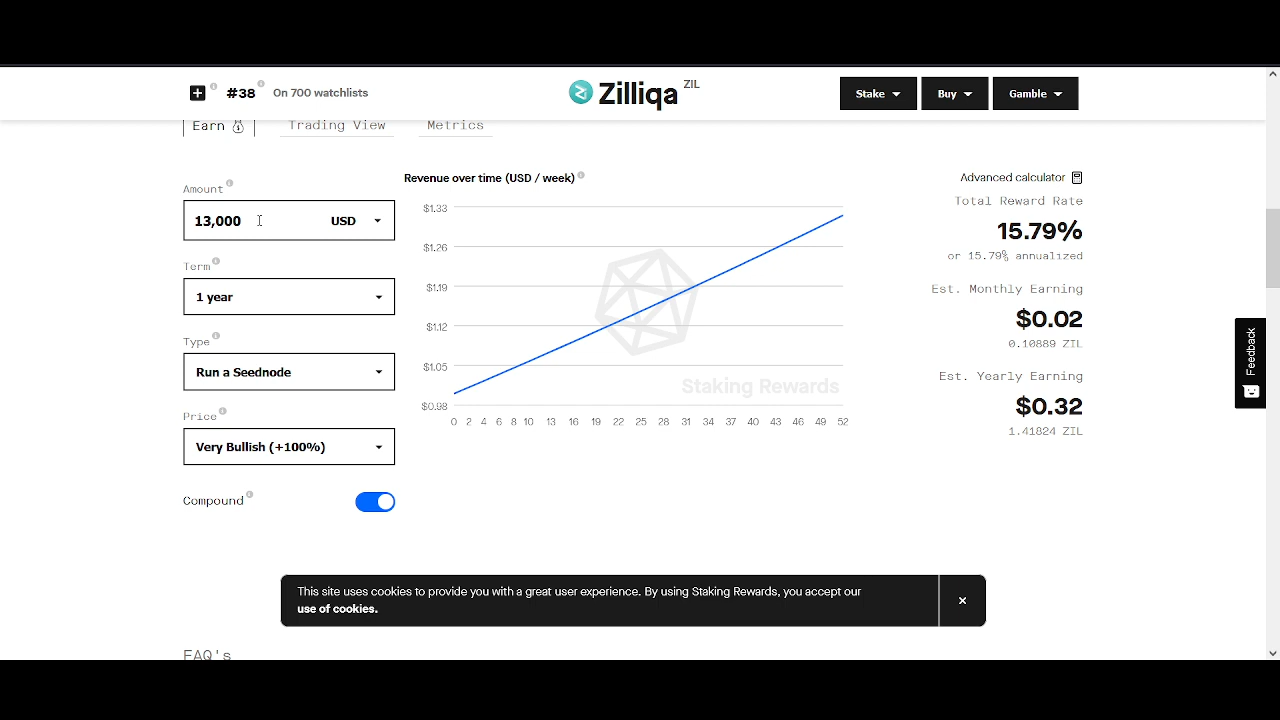 #38 On 700 watchlists
Zilliqa ZIL
Stake
Buy
Gamble
Earn
Trading View
Metrics
Amount
13,000 USD
Term
1 year
Type
Run a Seednode
Price
Very Bullish (+100%)
Compound
Revenue over time (USD / week)
$1.33
$1.26
$1.19
$1.12
$1.05
$0.98
0 2 4 6 8 10 13 16 19 22 25 28 31 34 37 40 43 46 49 52
Staking Rewards
Advanced calculator
Total Reward Rate
15.79%
or 15.79% annualized
Est. Monthly Earning
$0.02
0.10889 ZIL
Est. Yearly Earning
$0.32
1.41824 ZIL
Feedback
This site uses cookies to provide you with a great user experience. By using Staking Rewards, you accept our
use of cookies.
FAQ's